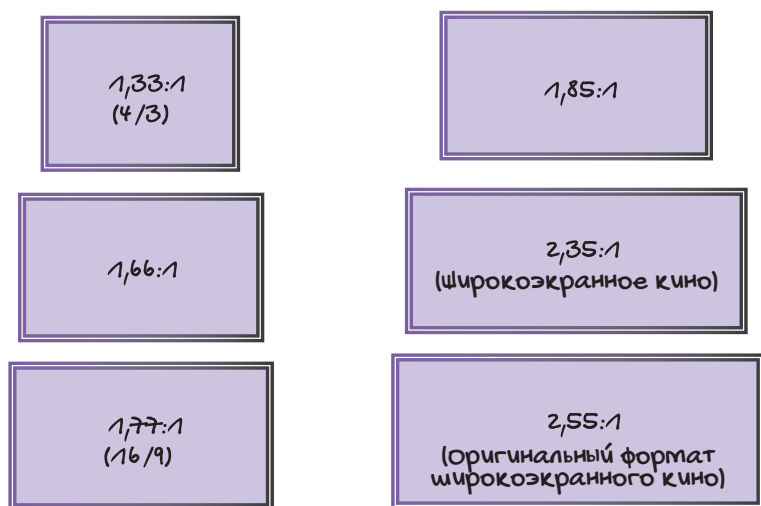 1,33:1
(4/3)
1,66:1
1,77:1
(16/9)
1,85:1
2,35:1
(широкоэкранное кино)
2,55:1
(оригинальный формат
широкоэкранного кино)